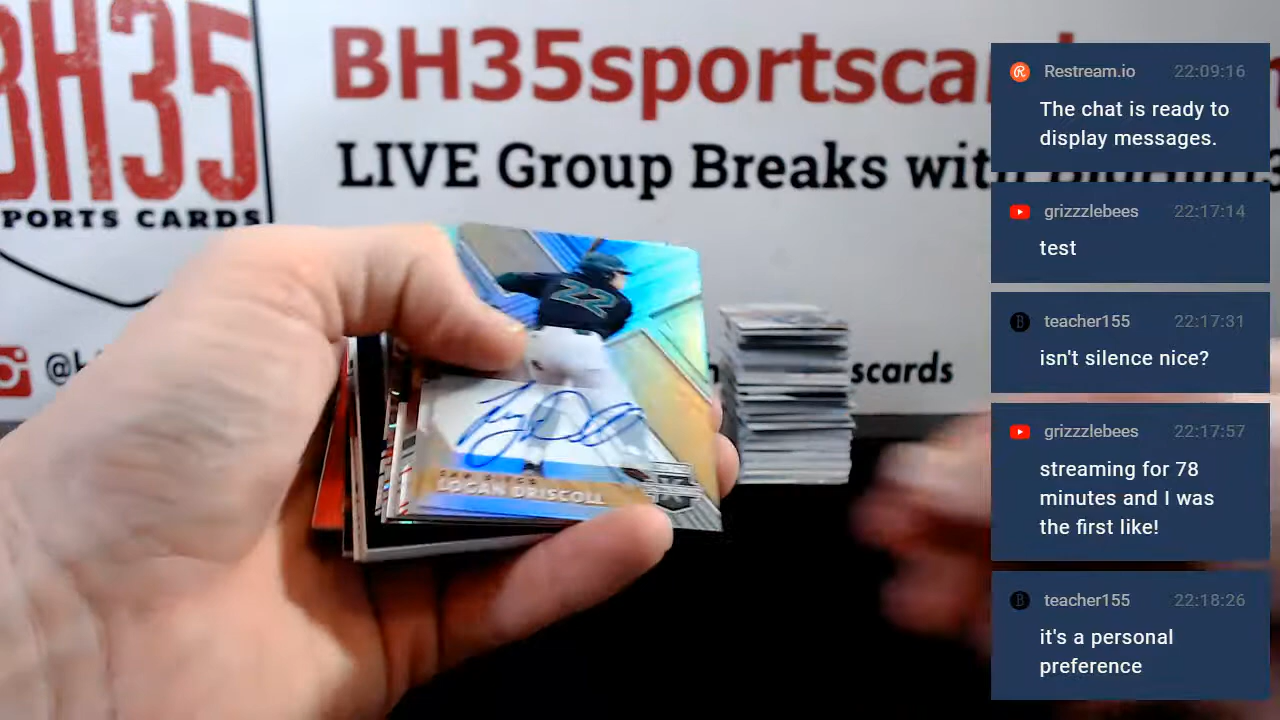 BH35
SPORTS CARDS
BH35sportscar
LIVE Group Breaks with
@b
scards
22
LOGAN DRISCOLL
Restream.io 22:09:16
The chat is ready to
display messages.
grizzzlebees 22:17:14
test
teacher155 22:17:31
isn't silence nice?
grizzzlebees 22:17:57
streaming for 78
minutes and I was
the first like!
teacher155 22:18:26
it's a personal
preference